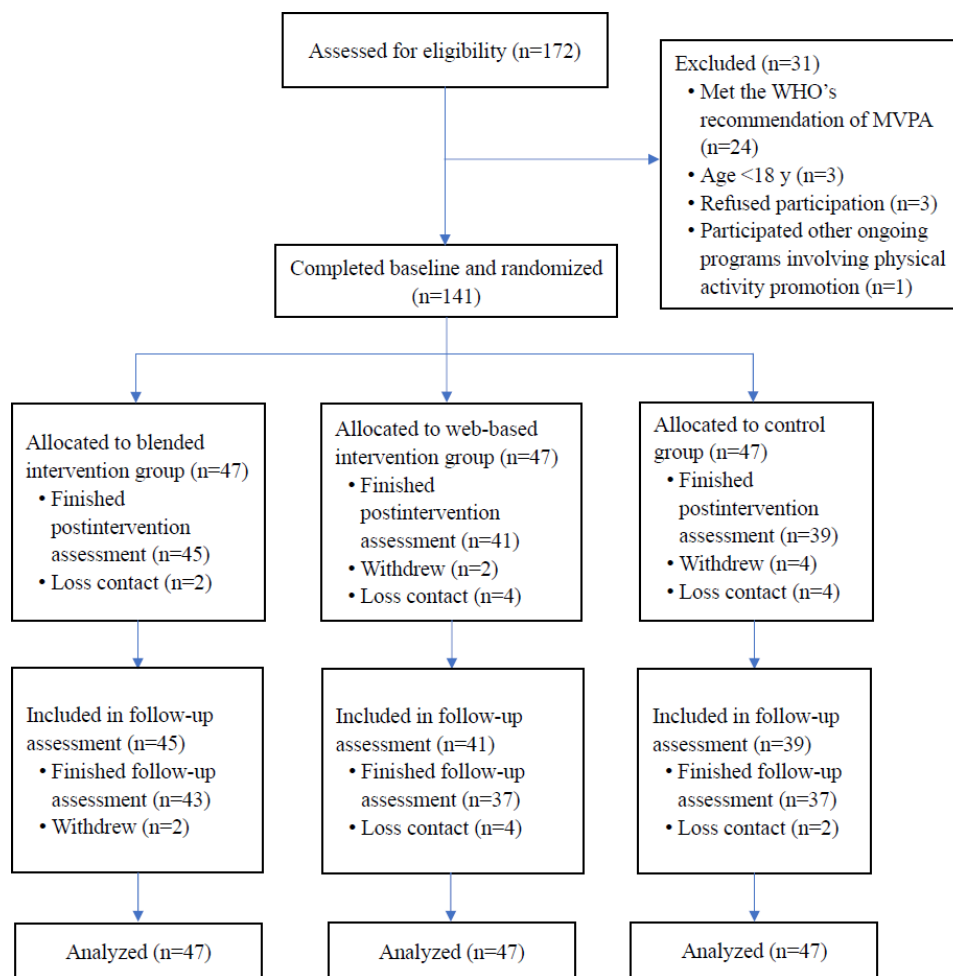 Assessed for eligibility (n=172)
Excluded (n=31)
• Met the WHO’s
recommendation of MVPA
(n=24)
• Age <18 y (n=3)
• Refused participation (n=3)
• Participated other ongoing
programs involving physical
activity promotion (n=1)
Completed baseline and randomized
(n=141)
Allocated to blended
intervention group (n=47)
• Finished
postintervention
assessment (n=45)
• Loss contact (n=2)
Allocated to web-based
intervention group (n=47)
• Finished
postintervention
assessment (n=41)
• Withdrew (n=2)
• Loss contact (n=4)
Allocated to control
group (n=47)
• Finished
postintervention
assessment (n=39)
• Withdrew (n=4)
• Loss contact (n=4)
Included in follow-up
assessment (n=45)
• Finished follow-up
assessment (n=43)
• Withdrew (n=2)
Included in follow-up
assessment (n=41)
• Finished follow-up
assessment (n=37)
• Loss contact (n=4)
Included in follow-up
assessment (n=39)
• Finished follow-up
assessment (n=37)
• Loss contact (n=2)
Analyzed (n=47)
Analyzed (n=47)
Analyzed (n=47)